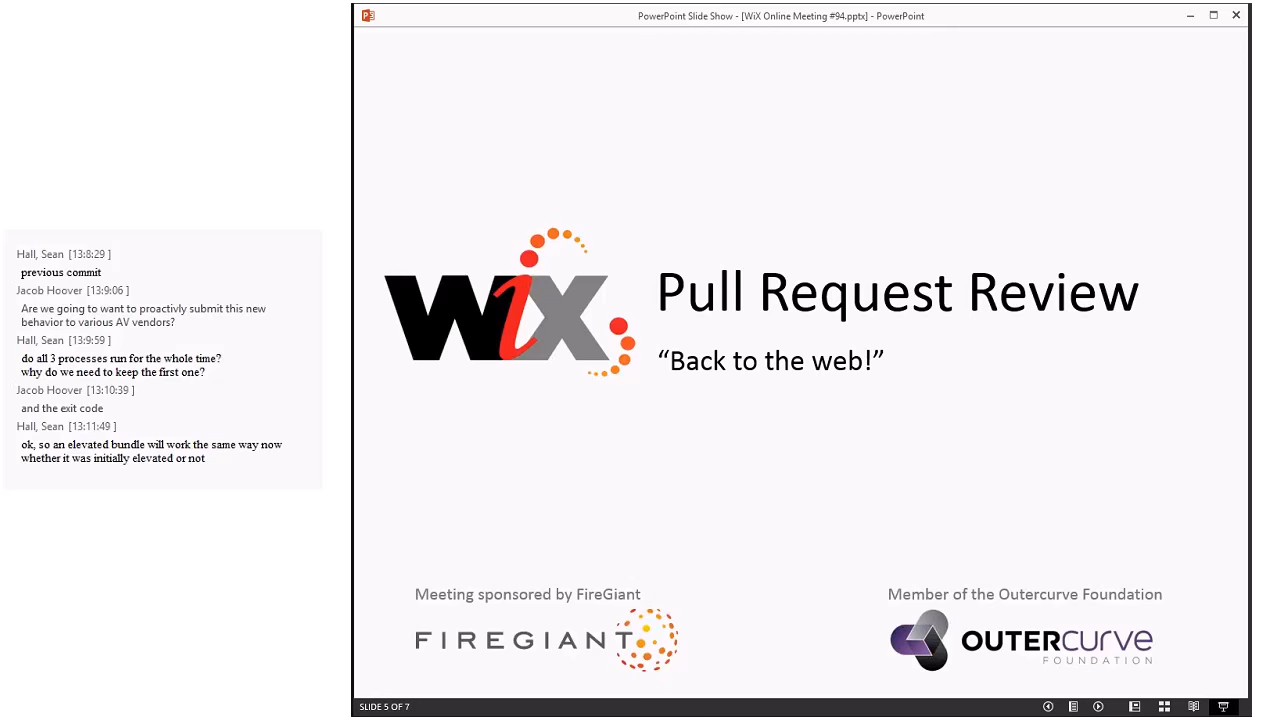 Hall, Sean [13:8:29 ]
previous commit
Jacob Hoover [13:9:06 ]
Are we going to want to proactivly submit this new
behavior to various AV vendors?
Hall, Sean [13:9:59 ]
do all 3 processes run for the whole time?
why do we need to keep the first one?
Jacob Hoover [13:10:39 ]
and the exit code
Hall, Sean [13:11:49 ]
ok, so an elevated bundle will work the same way now
whether it was initially elevated or not
PowerPoint Slide Show - [WiX Online Meeting #94.pptx] - PowerPoint
WiX
Pull Request Review
“Back to the web!”
Meeting sponsored by FireGiant
FIREGIANT
Member of the Outercurve Foundation
OUTERCURVE
FOUNDATION
SLIDE 5 OF 7